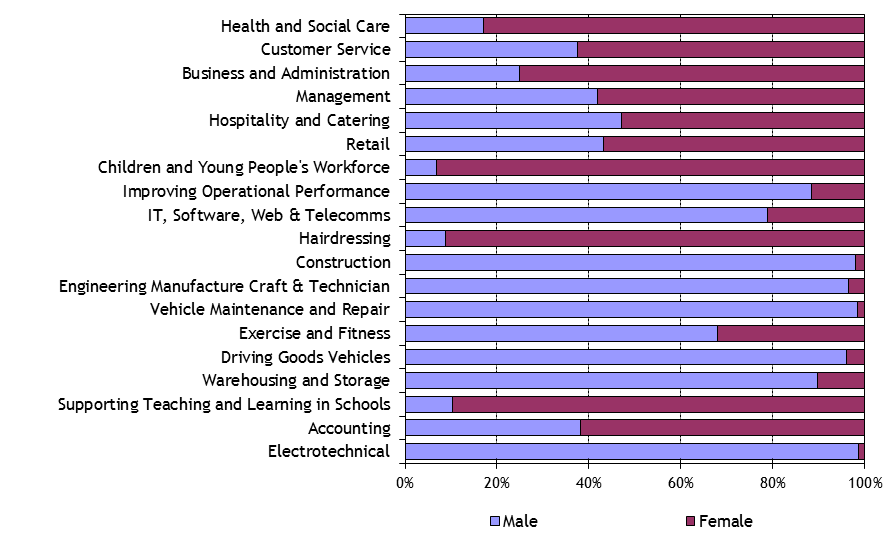 Health and Social Care
Customer Service
Business and Administration
Management
Hospitality and Catering
Retail
Children and Young People's Workforce
Improving Operational Performance
IT, Software, Web & Telecomms
Hairdressing
Construction
Engineering Manufacture Craft & Technician
Vehicle Maintenance and Repair
Exercise and Fitness
Driving Goods Vehicles
Warehousing and Storage
Supporting Teaching and Learning in Schools
Accounting
Electrotechnical
0% 20% 40% 60% 80% 100%
Male Female